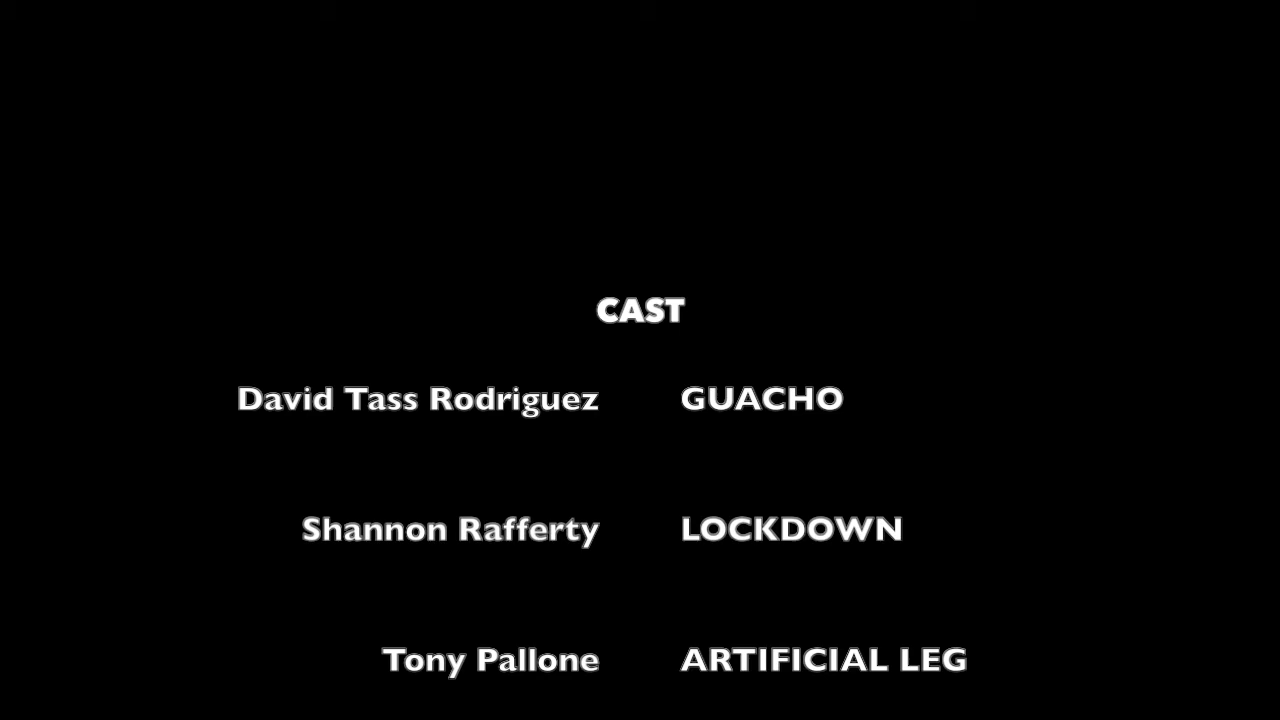 CAST
David Tass Rodriguez GUACHO
Shannon Rafferty LOCKDOWN
Tony Pallone ARTIFICIAL LEG